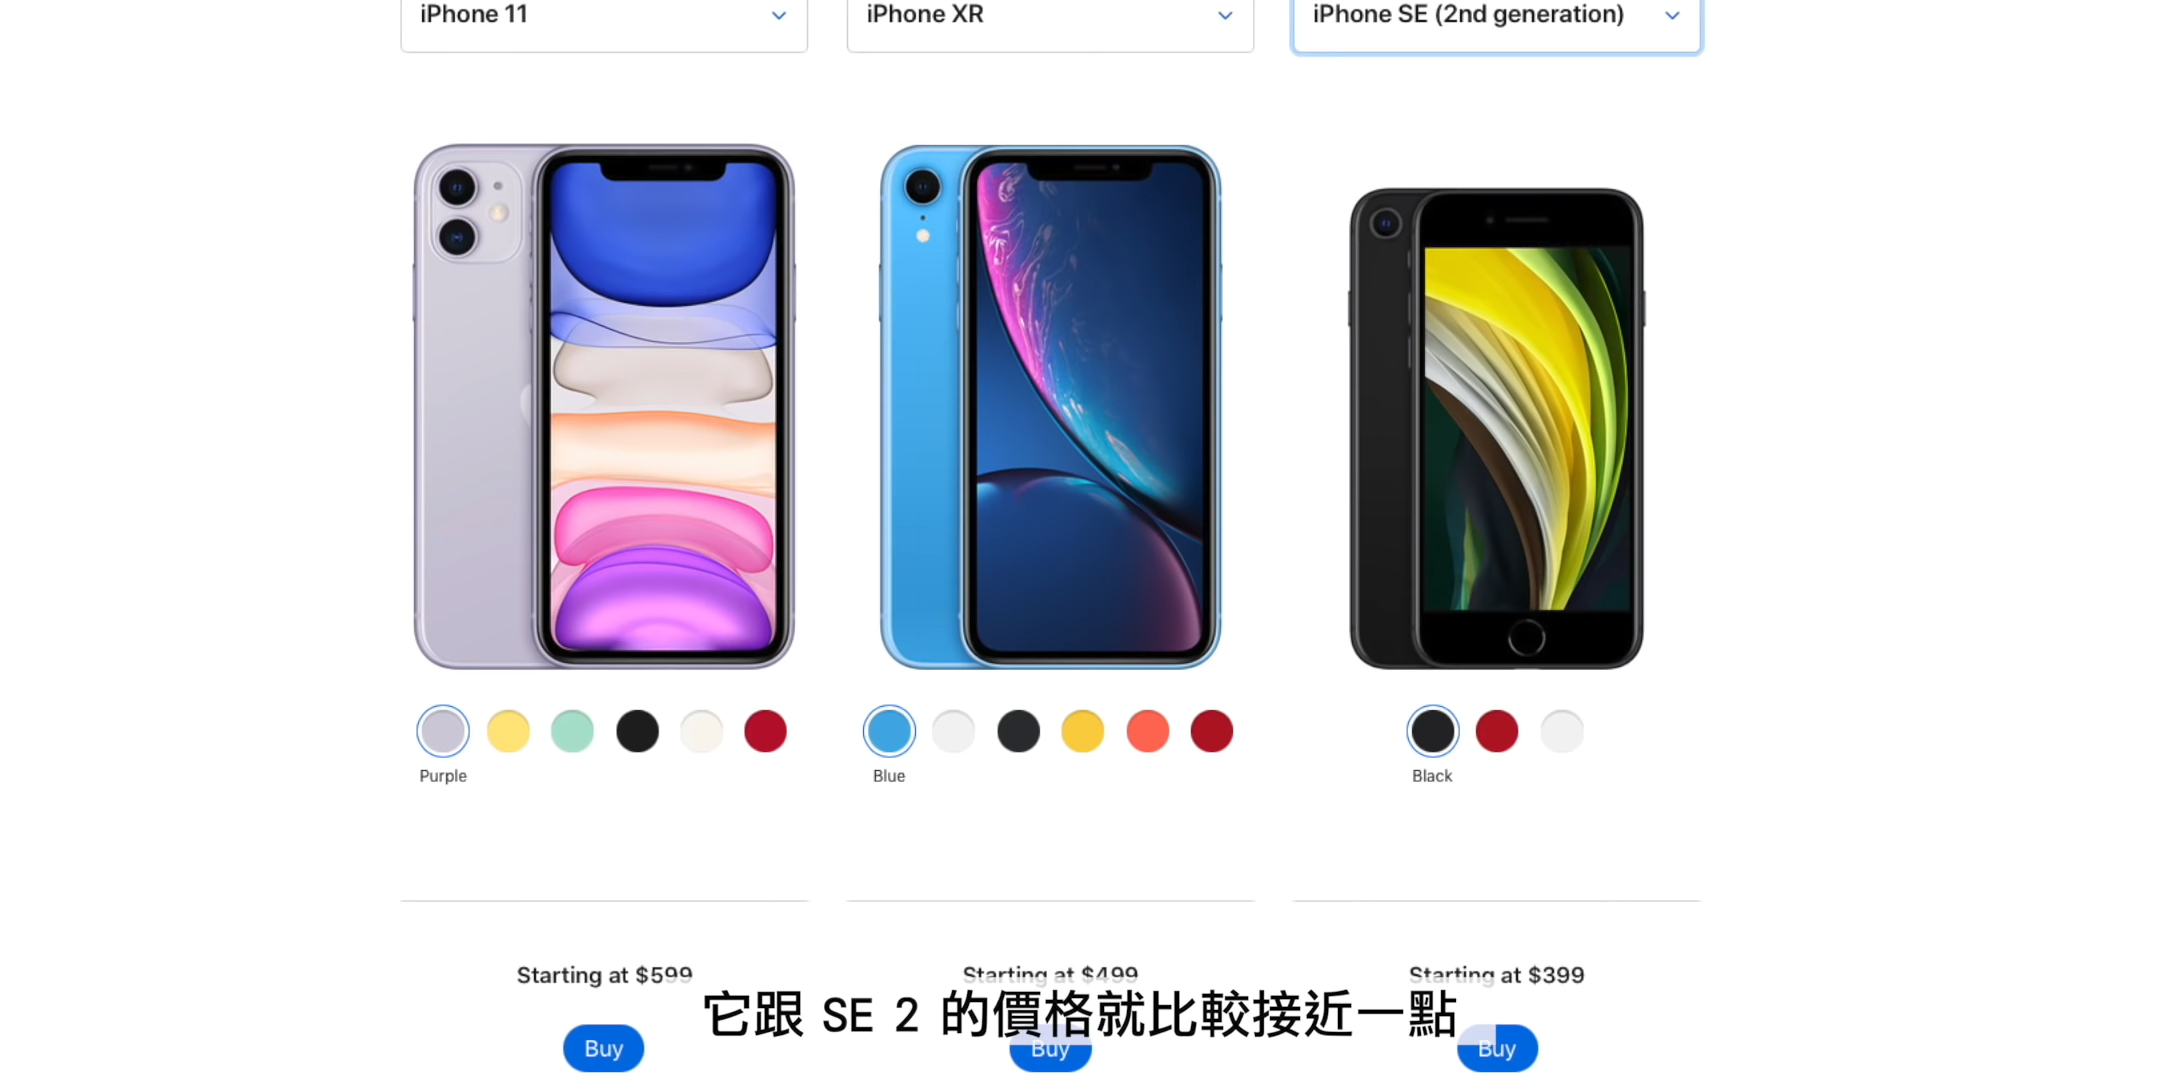 iPhone 11
iPhone XR
iPhone SE (2nd generation)
Purple
Blue
Black
Starting at $599
Starting at $499
Starting at $399
它跟 SE 2 的價格就比較接近一點
Buy
Buy
Buy